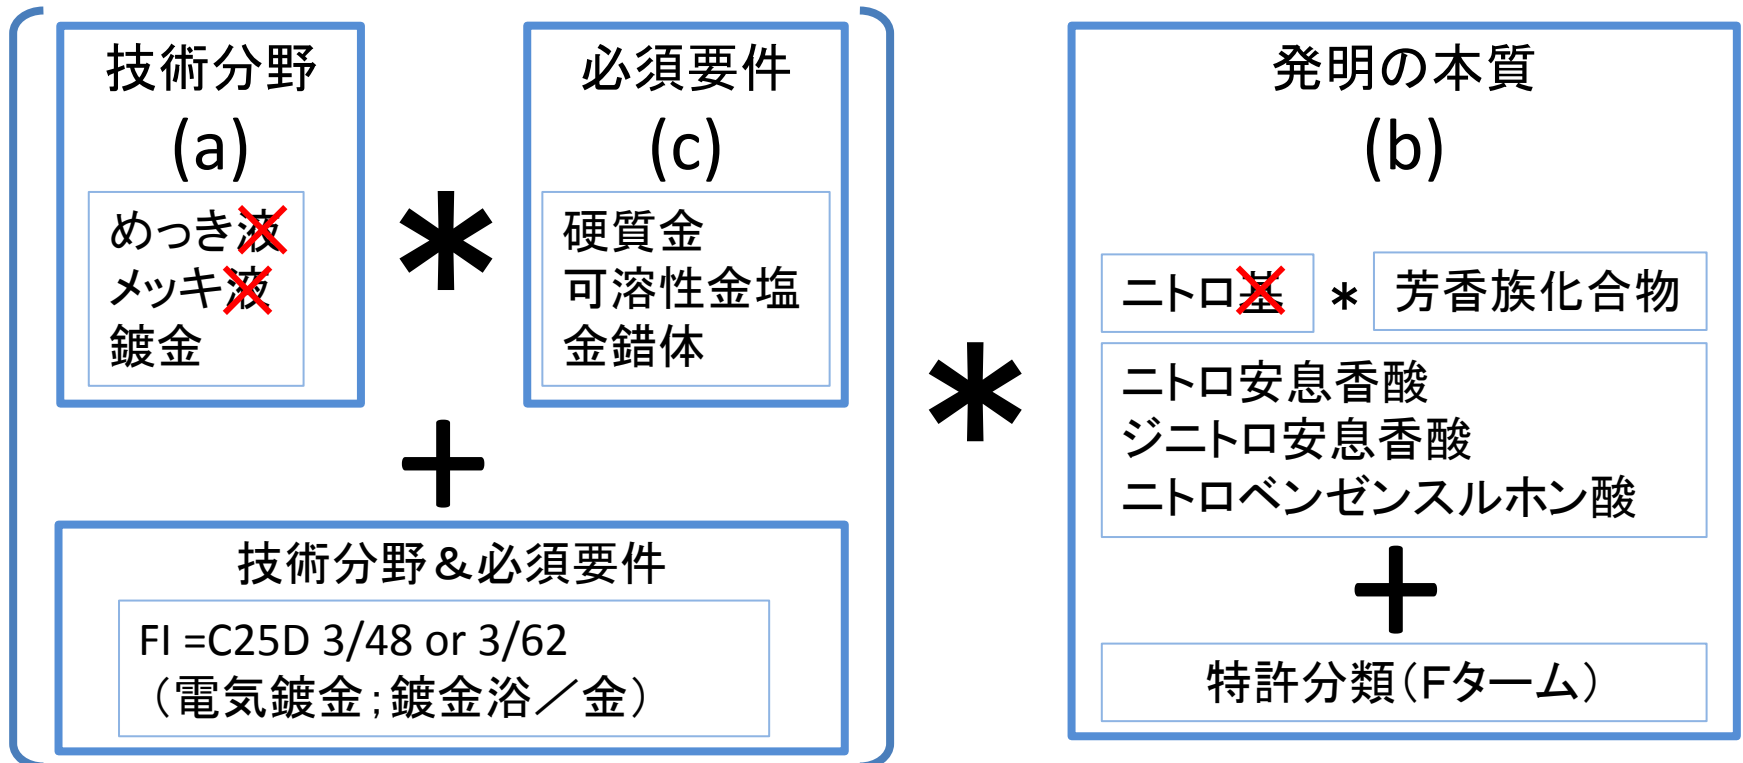 技術分野
(a)
めっき液
メッキ液
鍍金
*
必須要件
(c)
硬質金
可溶性金塩
金錯体
+
技術分野＆必須要件
FI =C25D 3/48 or 3/62
（電気鍍金；鍍金浴／金）
*
発明の本質
(b)
ニトロ基 * 芳香族化合物
ニトロ安息香酸
ジニトロ安息香酸
ニトロベンゼンスルホン酸
+
特許分類（Fターム）